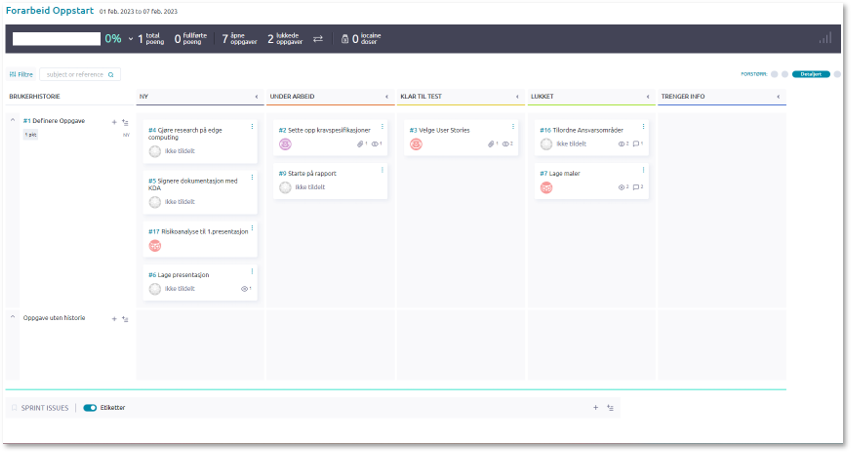 Forarbeid Oppstart 01 feb. 2023 to 07 feb. 2023
0% 1 total poeng 0 fullførte poeng 7 åpne oppgaver 2 lukkede oppgaver 0 locaine doser
Filtre subject or reference FORSTØRR: Detaljert
BRUKERHISTORIE NY UNDER ARBEID KLAR TIL TEST LUKKET TRENGER INFO
#1 Definere Oppgave
1 pkt NY
#4 Gjøre research på edge
computing
Ikke tildelt
#5 Signere dokumentasjon med
KDA
Ikke tildelt
#17 Risikoanalyse til 1.presentasjon
#6 Lage presentasjon
Ikke tildelt 1
#2 Sette opp kravspesifikasjoner
1 1
#9 Starte på rapport
Ikke tildelt
#3 Velge User Stories
1 2
#16 Tilordne Ansvarsområder
Ikke tildelt 2 1
#7 Lage maler
2 2
Oppgave uten historie
SPRINT ISSUES Etiketter